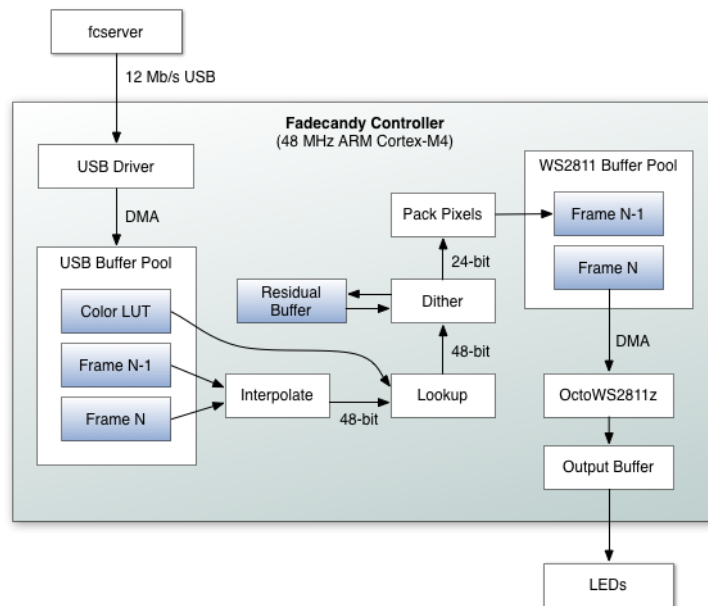 fcserver
12 Mb/s USB
Fadecandy Controller
(48 MHz ARM Cortex-M4)
USB Driver
DMA
USB Buffer Pool
Color LUT
Frame N-1
Frame N
Interpolate
48-bit
Lookup
48-bit
Dither
Residual
Buffer
24-bit
Pack Pixels
WS2811 Buffer Pool
Frame N-1
Frame N
DMA
OctoWS2811z
Output Buffer
LEDs